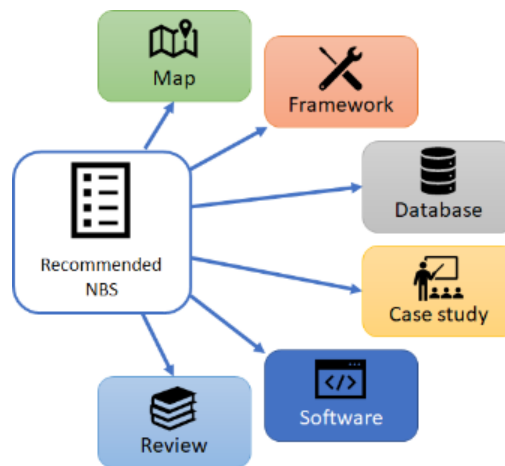 Map
Framework
Database
Recommended
NBS
Case study
Software
Review